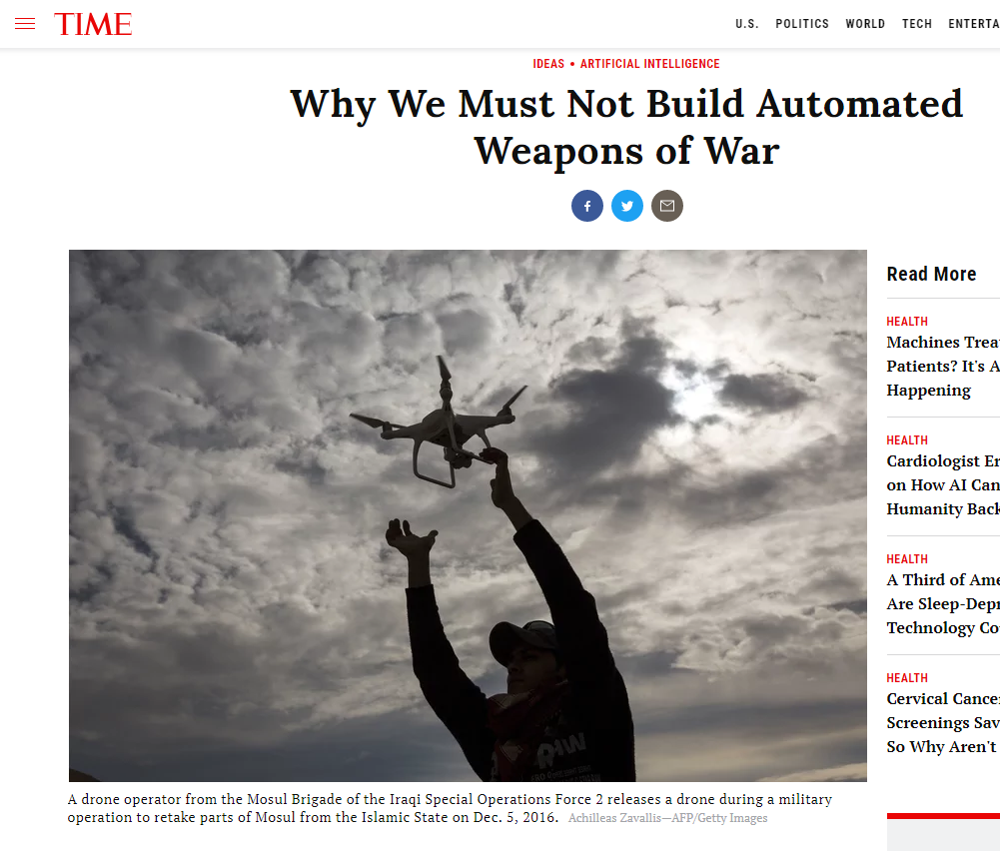 TIME
U.S. POLITICS WORLD TECH ENTERTA
IDEAS • ARTIFICIAL INTELLIGENCE
Why We Must Not Build Automated
Weapons of War
Read More
HEALTH
Machines Trea
Patients? It's A
Happening
HEALTH
Cardiologist Er
on How AI Can
Humanity Back
HEALTH
A Third of Ame
Are Sleep-Depr
Technology Co
HEALTH
Cervical Cancer
Screenings Sav
So Why Aren't
A drone operator from the Mosul Brigade of the Iraqi Special Operations Force 2 releases a drone during a military
operation to retake parts of Mosul from the Islamic State on Dec. 5, 2016. Achilleas Zavallis—AFP/Getty Images